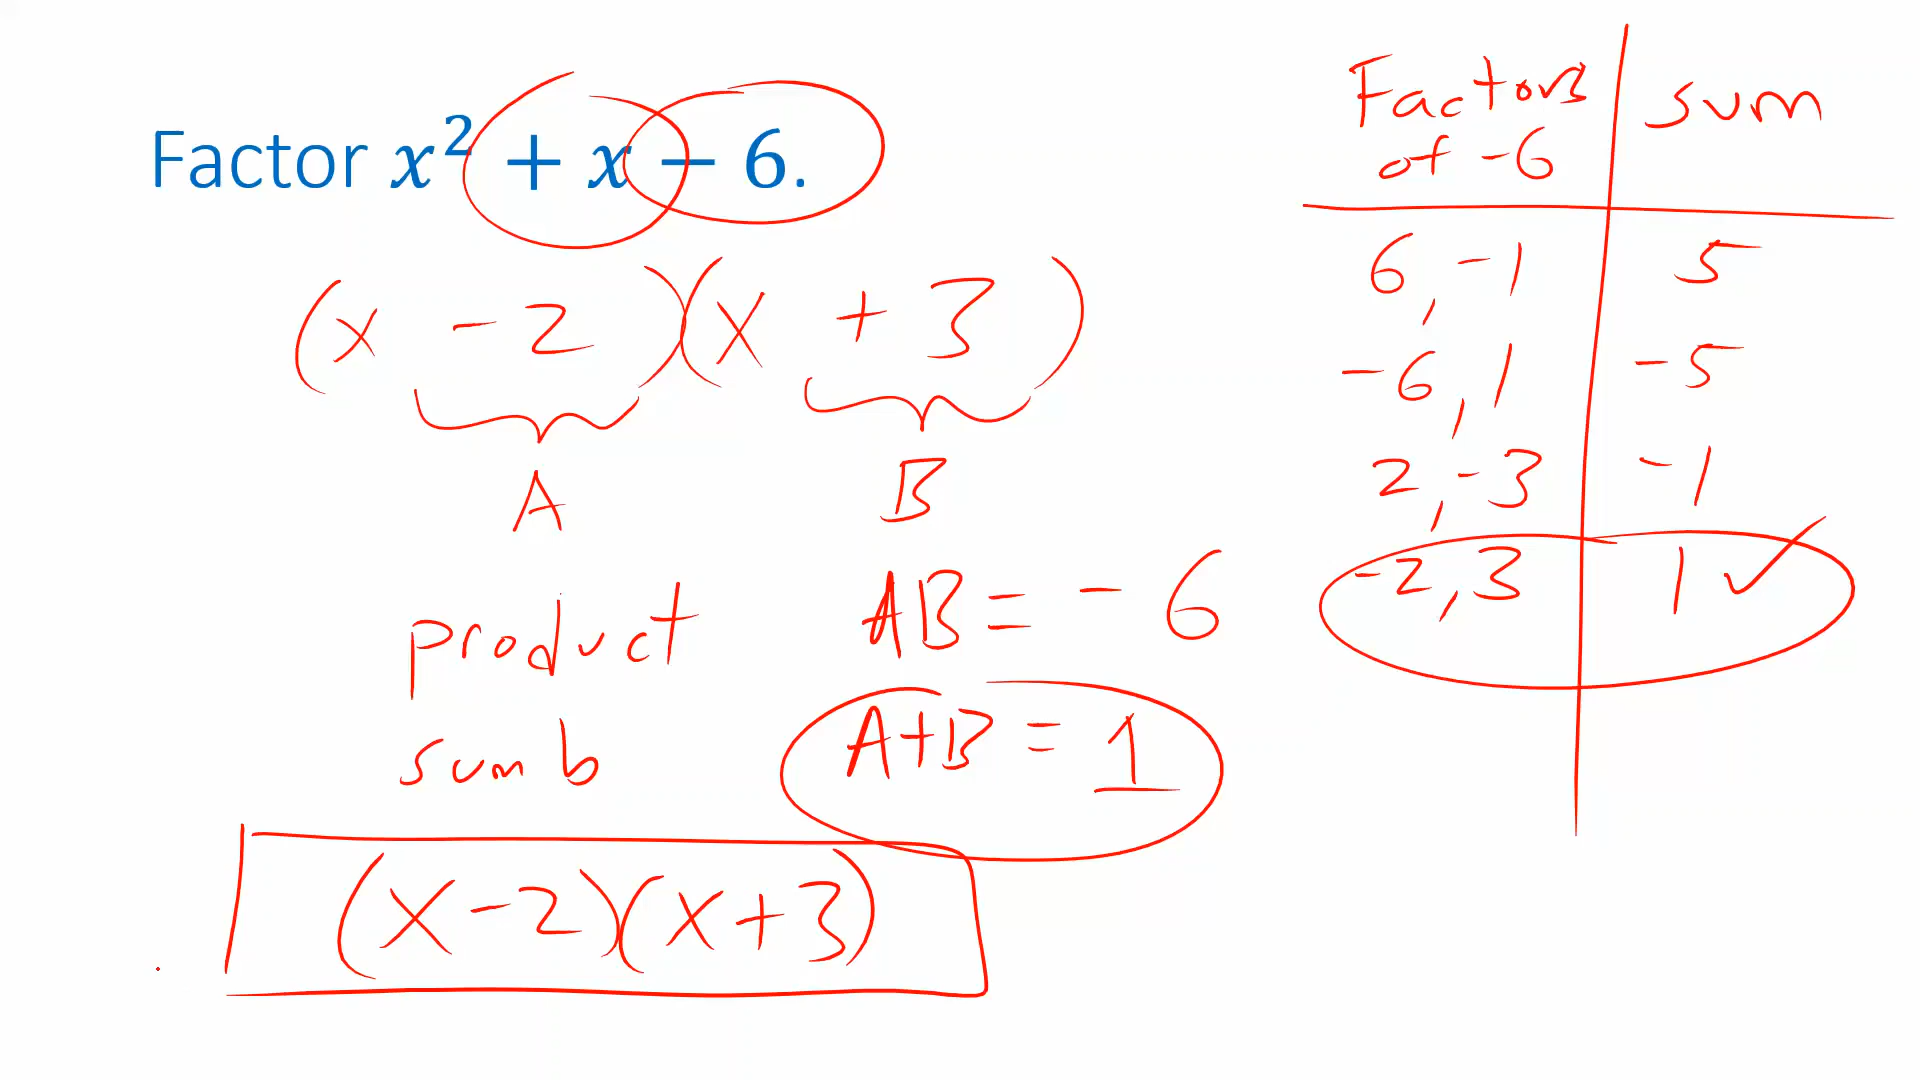 Factor x² + x − 6.
(x − 2)(x + 3)
A B
product AB = − 6
sum b A+B = 1
(x−2)(x+3)
Factors of −6 | sum
6, −1 | 5
−6, 1 | −5
2, −3 | −1
−2, 3 | 1 ✓